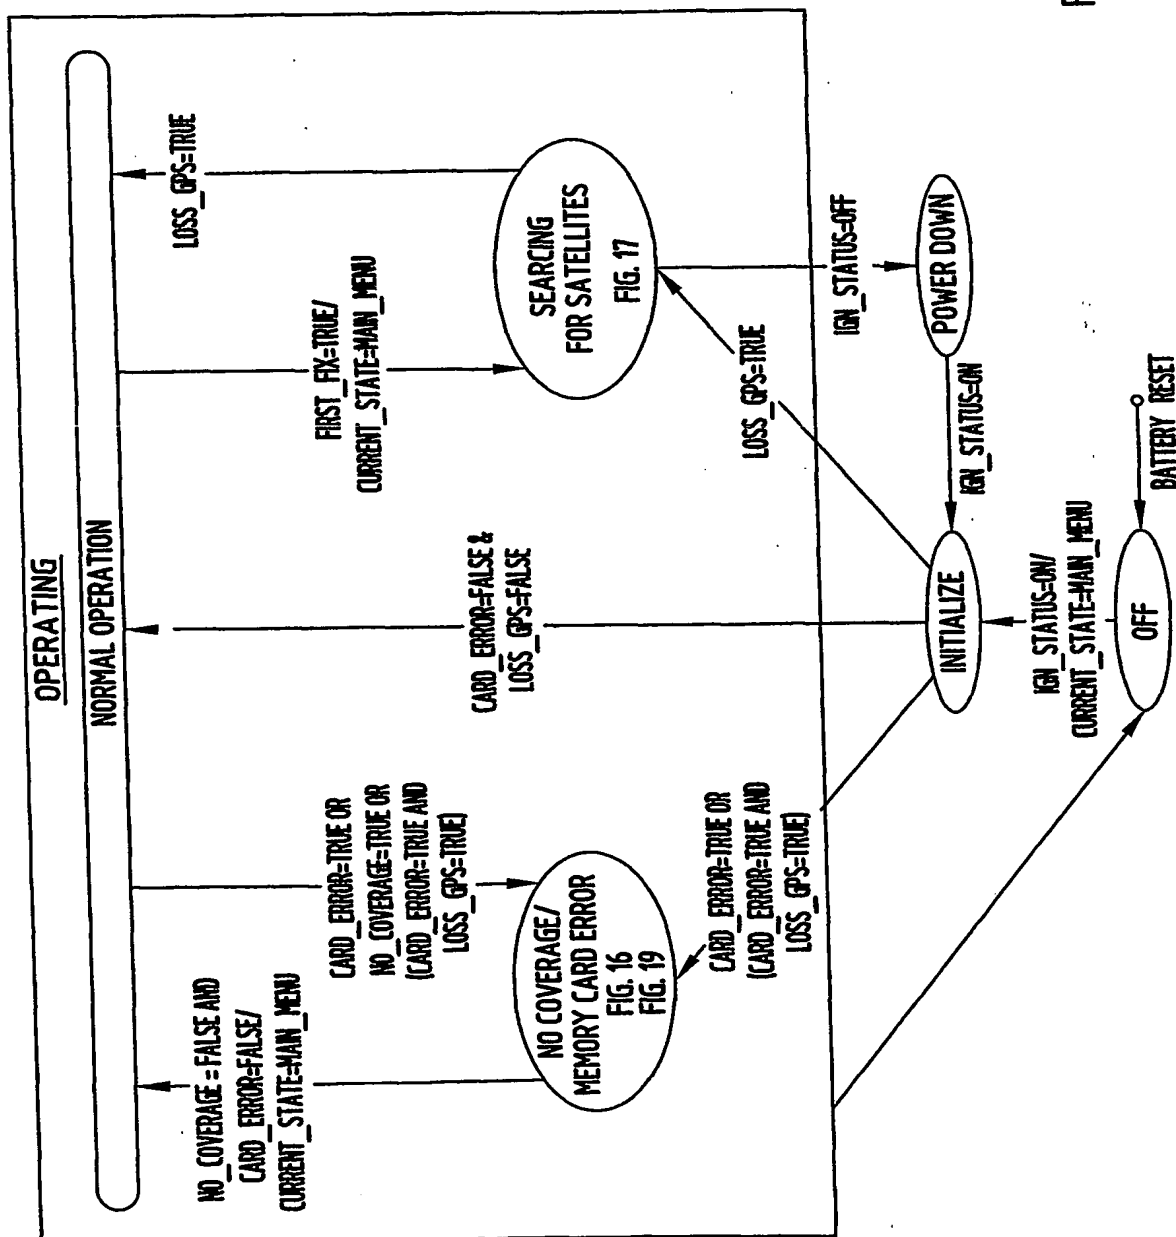 OPERATING
NORMAL OPERATION
NO_COVERAGE = FALSE AND
CARD_ERROR=FALSE/
CURRENT_STATE=MAIN_MENU
CARD_ERROR=TRUE OR
NO_COVERAGE=TRUE OR
(CARD_ERROR=TRUE AND
LOSS_GPS=TRUE)
CARD_ERROR=FALSE &
LOSS_GPS=FALSE
FIRST_FIX=TRUE/
CURRENT_STATE=MAIN_MENU
LOSS_GPS=TRUE
NO COVERAGE/
MEMORY CARD ERROR
FIG. 16
FIG. 19
SEARCING
FOR SATELLITES
FIG. 17
CARD_ERROR=TRUE OR
(CARD_ERROR=TRUE AND
LOSS_GPS=TRUE)
LOSS_GPS=TRUE
IGN_STATUS=OFF
INITIALIZE
IGN_STATUS=ON
POWER DOWN
IGN_STATUS=ON/
CURRENT_STATE=MAIN_MENU
OFF
BATTERY RESET